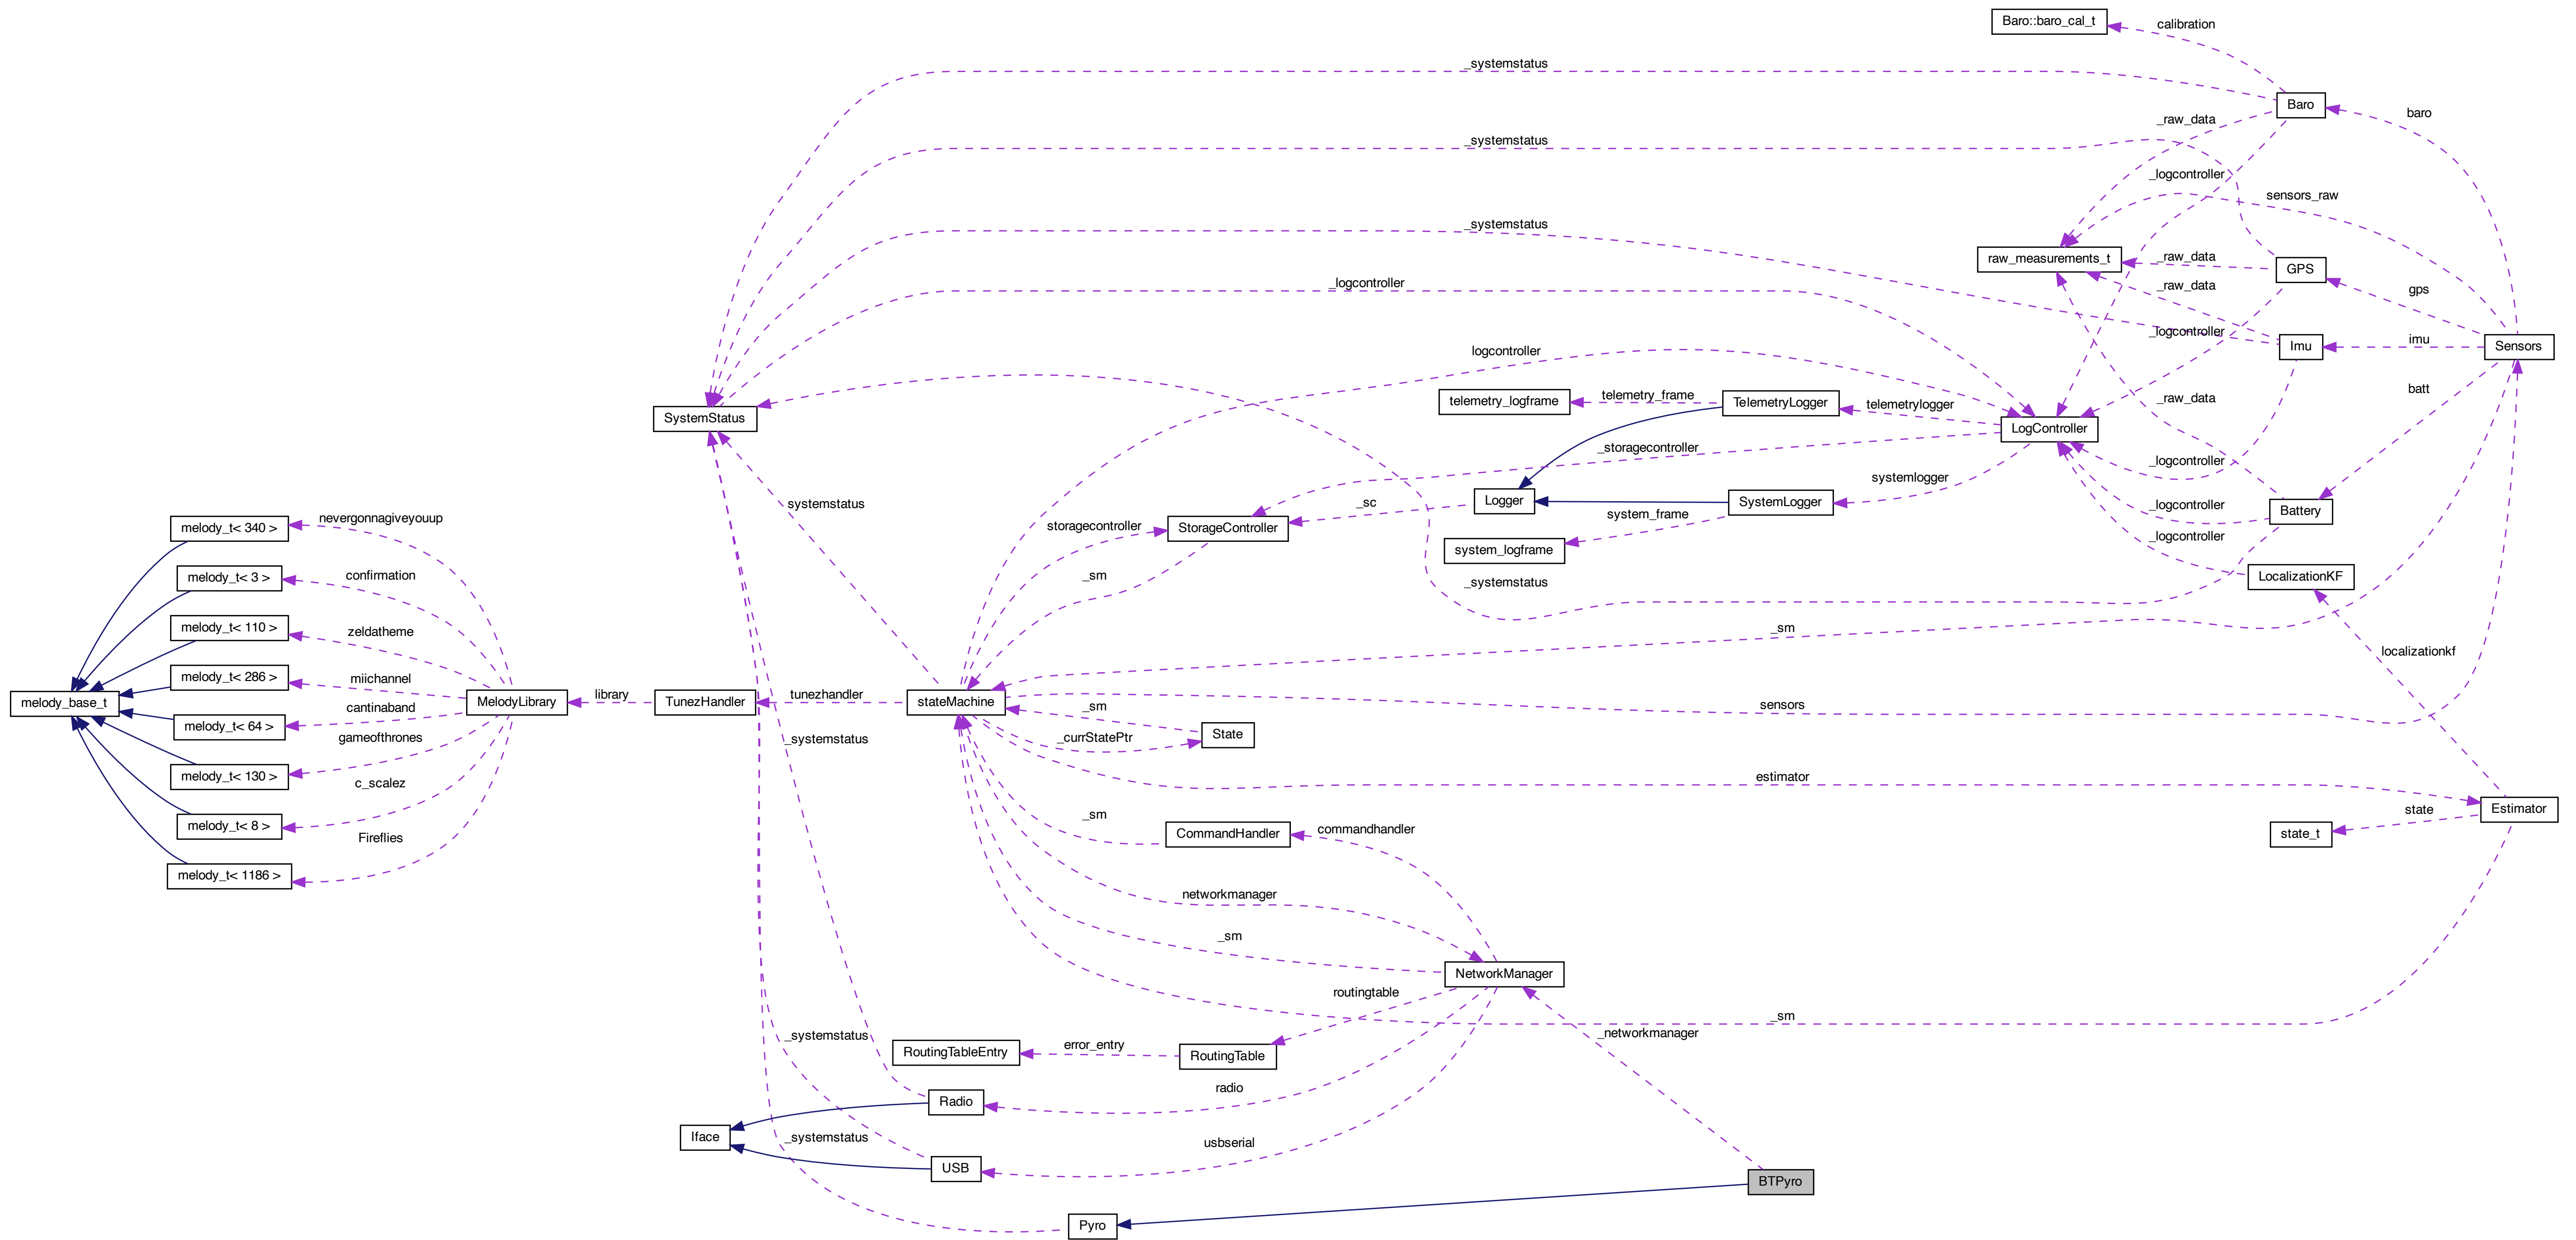 Baro::baro_cal_t
calibration
_systemstatus
Baro
baro
_raw_data
_systemstatus
_logcontroller
sensors_raw
_systemstatus
raw_measurements_t
_raw_data
GPS
_logcontroller
_raw_data
gps
_logcontroller
Imu
imu
Sensors
logcontroller
batt
telemetry_logframe
telemetry_frame
TelemetryLogger
telemetrylogger
_raw_data
SystemStatus
LogController
_storagecontroller
_logcontroller
systemlogger
systemstatus
_sc
Logger
SystemLogger
_logcontroller
Battery
nevergonnagiveyouup
melody_t< 340 >
storagecontroller
StorageController
system_frame
_logcontroller
system_logframe
confirmation
melody_t< 3 >
_sm
_systemstatus
LocalizationKF
melody_t< 110 >
zeldatheme
_sm
localizationkf
melody_t< 286 >
miichannel
melody_base_t
cantinaband
MelodyLibrary
library
TunezHandler
tunezhandler
stateMachine
_sm
sensors
melody_t< 64 >
gameofthrones
_systemstatus
_currStatePtr
State
melody_t< 130 >
c_scalez
estimator
Estimator
state
melody_t< 8 >
Fireflies
_sm
CommandHandler
commandhandler
state_t
melody_t< 1186 >
networkmanager
_sm
NetworkManager
routingtable
_sm
_systemstatus
_networkmanager
RoutingTableEntry
error_entry
RoutingTable
radio
Radio
Iface
_systemstatus
usbserial
USB
BTPyro
Pyro